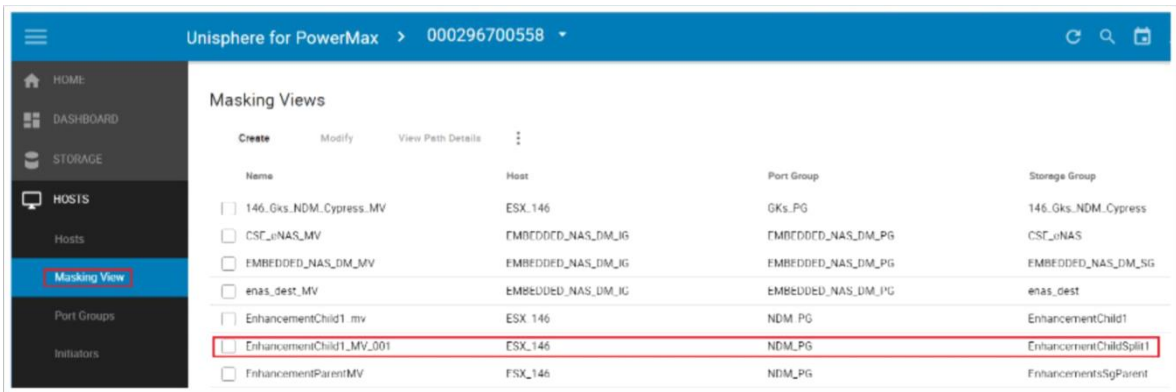 Unisphere for PowerMax > 000296700558
HOME
DASHBOARD
STORAGE
HOSTS
Hosts
Masking View
Port Groups
Initiators
Masking Views
Create Modify View Path Details
Name Host Port Group Storage Group
146_Gks_NDM_Cypress_MV ESX_146 GKs_PG 146_Gks_NDM_Cypress
CSE_eNAS_MV EMBEDDED_NAS_DM_IG EMBEDDED_NAS_DM_PG CSE_eNAS
EMBEDDED_NAS_DM_MV EMBEDDED_NAS_DM_IG EMBEDDED_NAS_DM_PG EMBEDDED_NAS_DM_SG
enas_dest_MV EMBEDDED_NAS_DM_IG EMBEDDED_NAS_DM_PG enas_dest
EnhancementChild1_mv ESX_146 NDM_PG EnhancementChild1
EnhancementChild1_MV_001 ESX_146 NDM_PG EnhancementChildSplit1
EnhancementParentMV ESX_146 NDM_PG EnhancementsSgParent